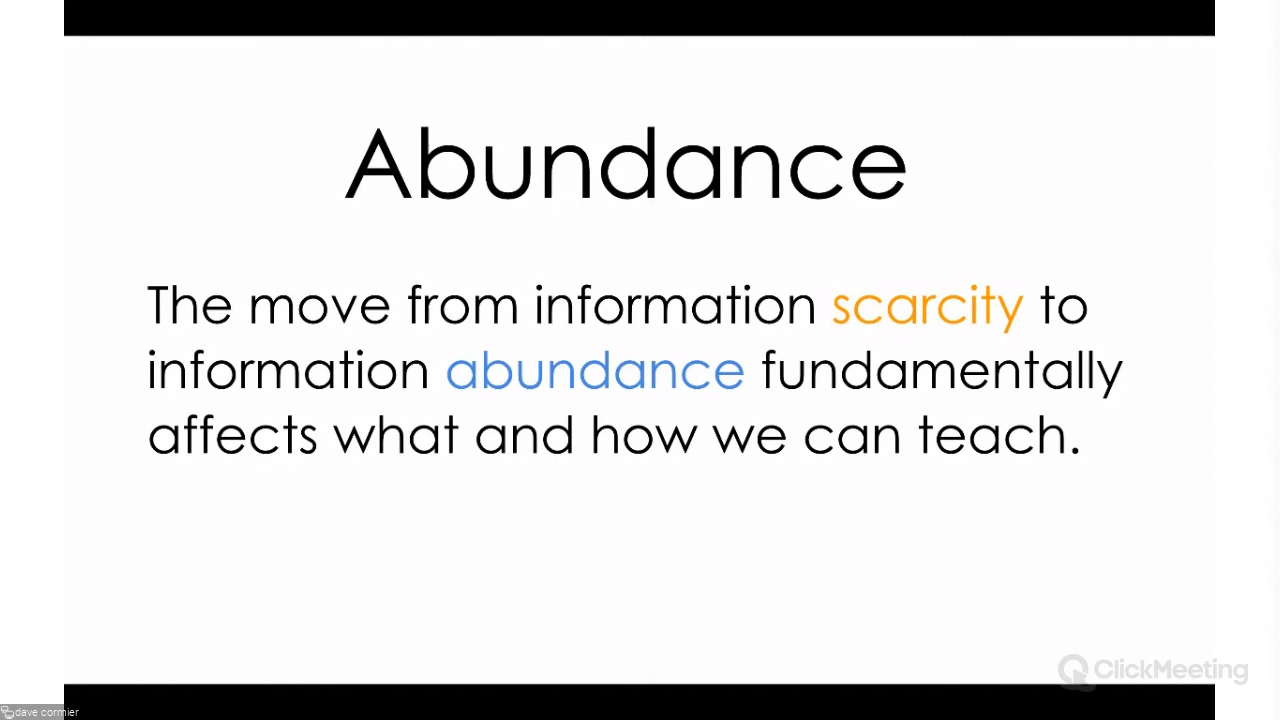 Abundance
The move from information scarcity to
information abundance fundamentally
affects what and how we can teach.
ClickMeeting
dave cormier